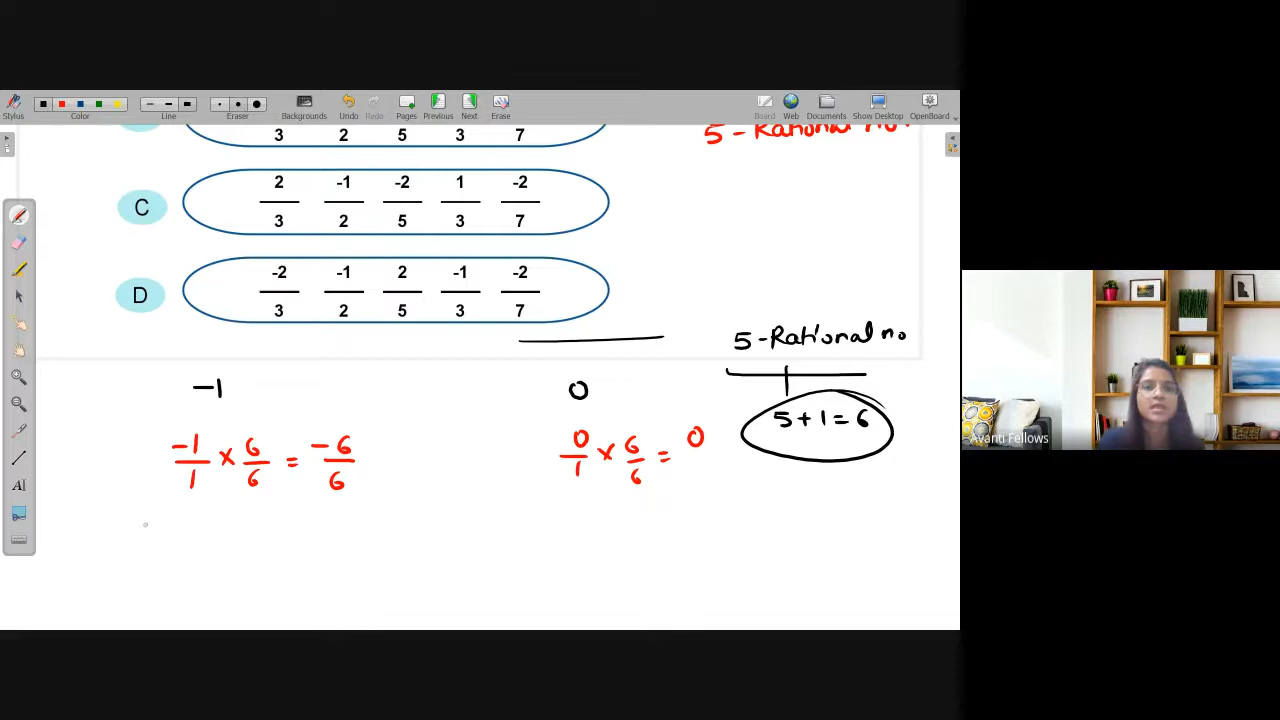 Stylus Color Line Eraser Backgrounds Undo Redo Pages Previous Next Erase Board Web Documents Show Desktop OpenBoard
5 - Rational no.
3 2 5 3 7
C
2 -1 -2 1 -2
3 2 5 3 7
D
-2 -1 2 -1 -2
3 2 5 3 7
5 - Rational no
-1 0
5 + 1 = 6
-1/1 × 6/6 = -6/6
0/1 × 6/6 = 0
Avanti Fellows